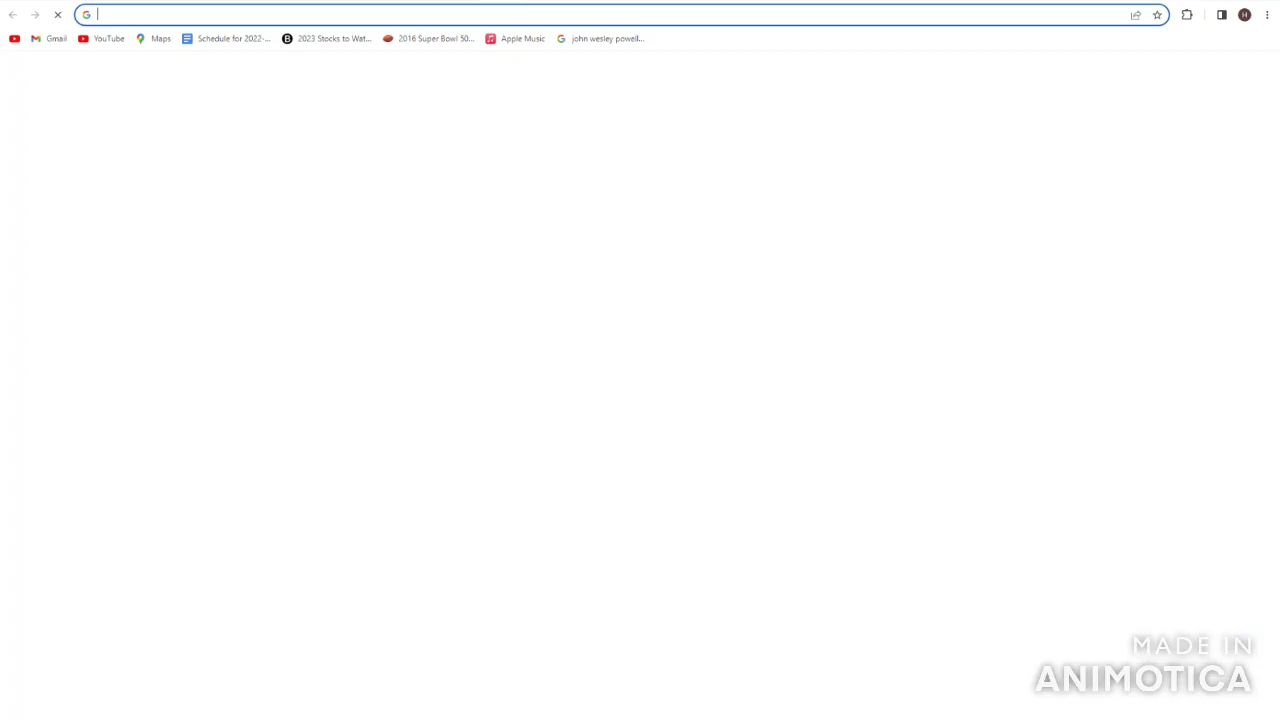 Gmail YouTube Maps Schedule for 2022-... 2023 Stocks to Wat... 2016 Super Bowl 50... Apple Music john wesley powell...
H
B
MADE IN
ANIMOTICA